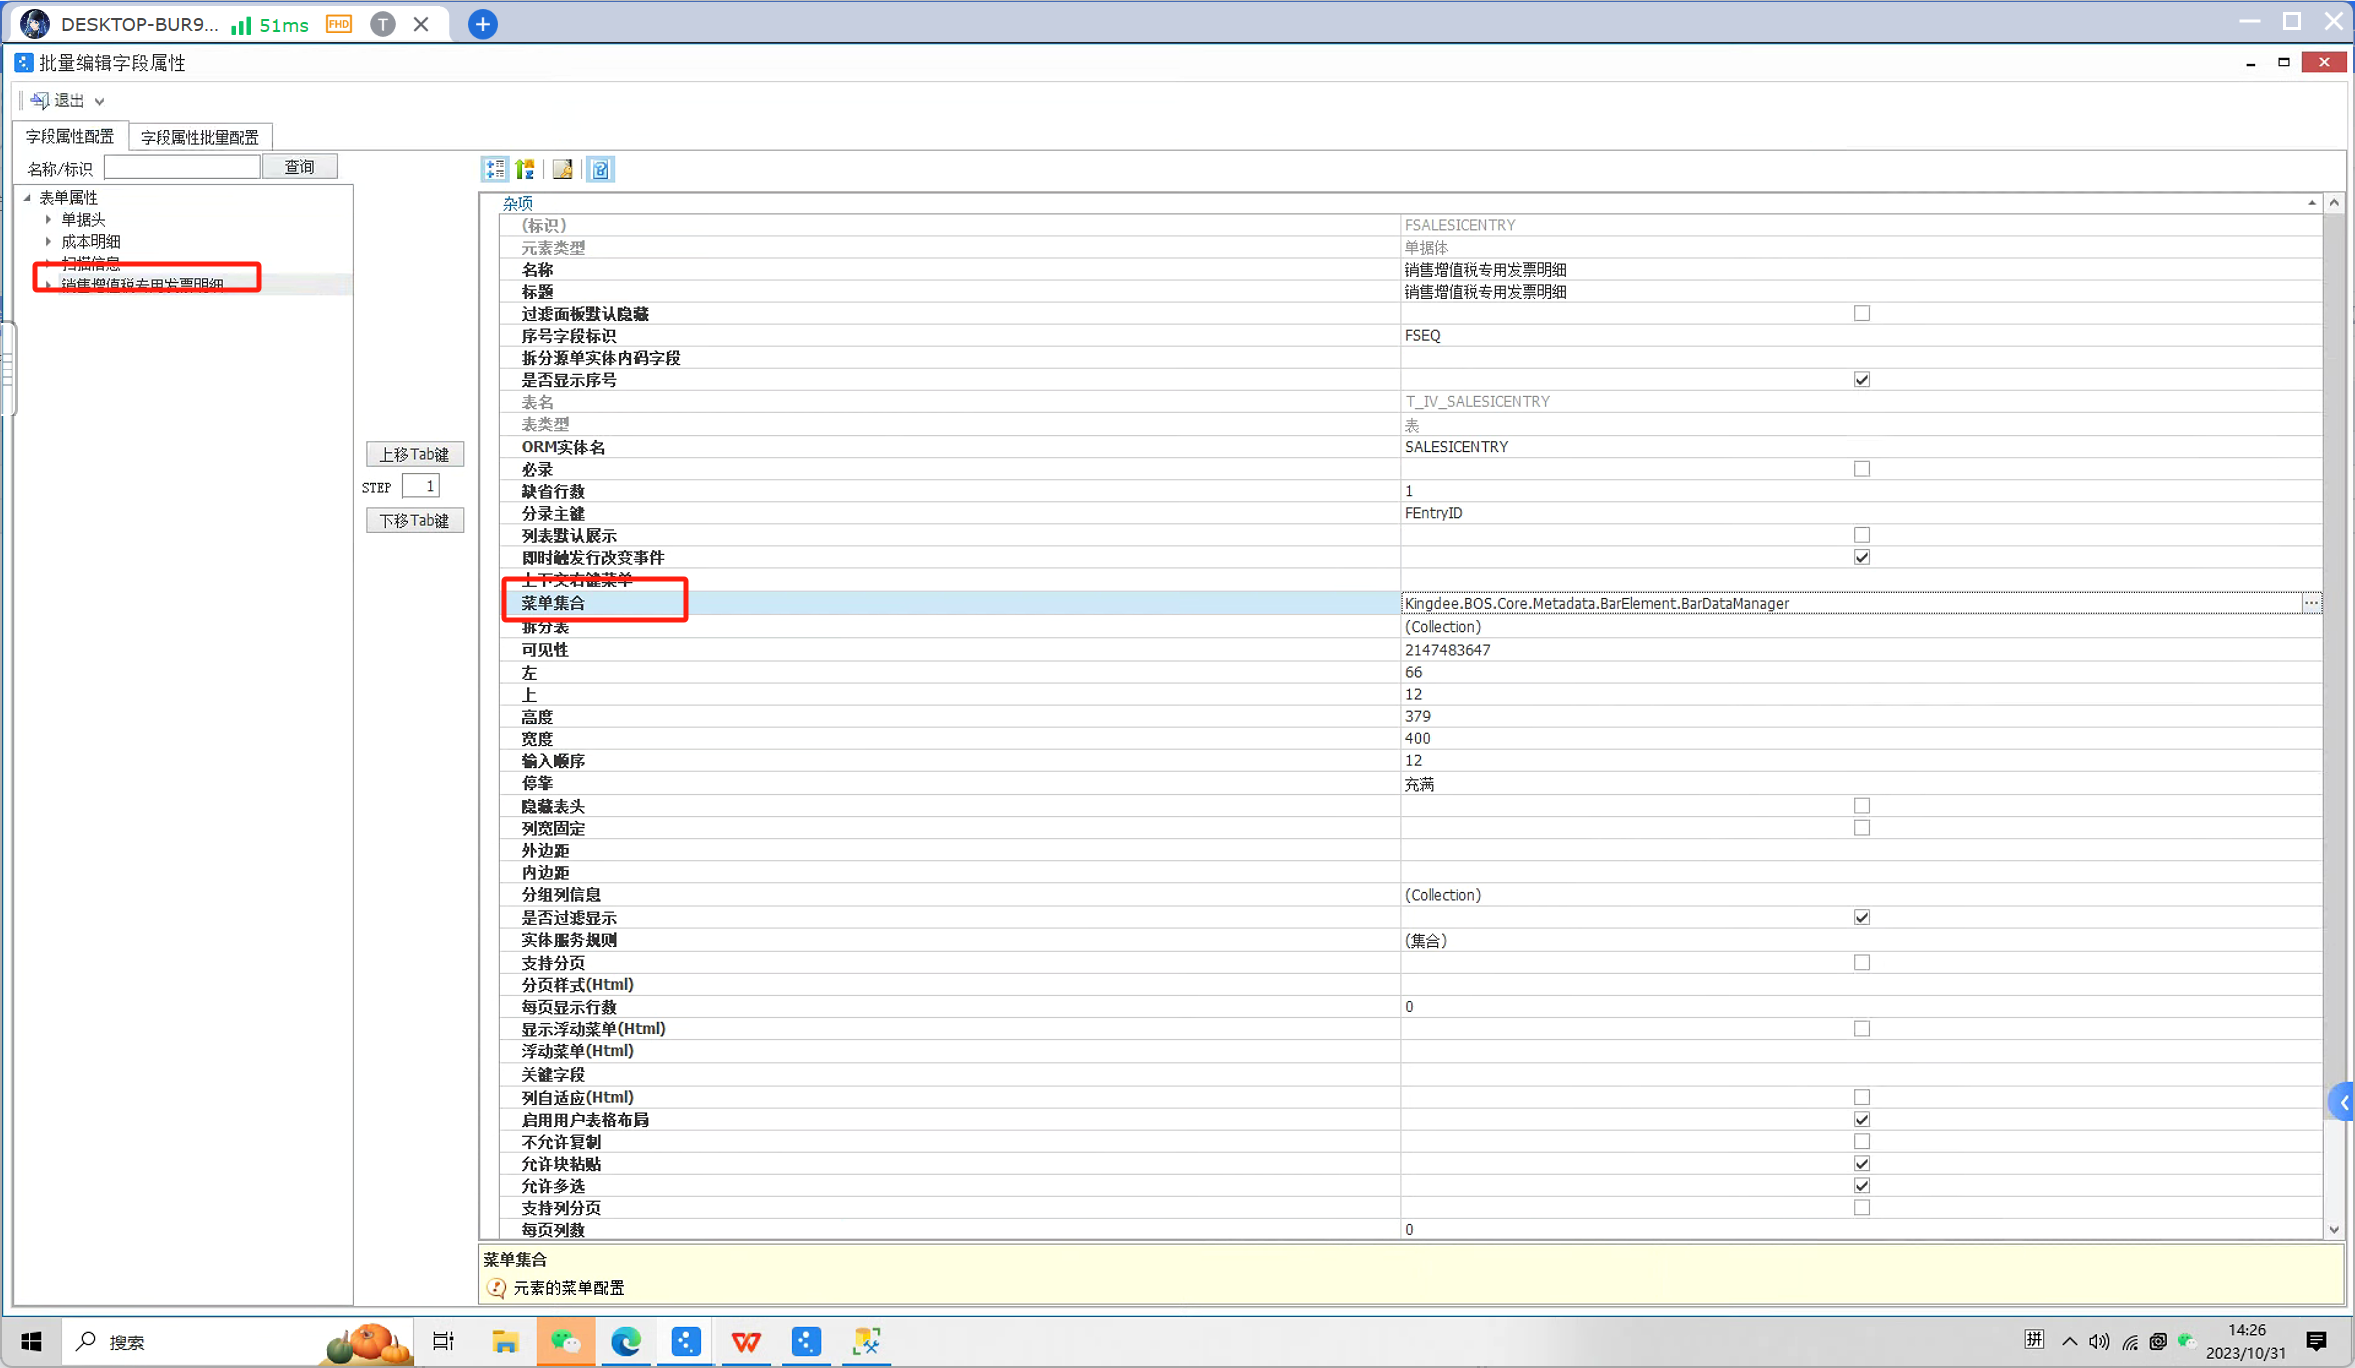 DESKTOP-BUR9... 51ms FHD T
批量编辑字段属性
退出
字段属性配置 字段属性批量配置
名称/标识 查询
表单属性
单据头
成本明细
扫描信息
销售增值税专用发票明细
上移Tab键
STEP 1
下移Tab键
杂项
(标识) FSALESICENTRY
元素类型 单据体
名称 销售增值税专用发票明细
标题 销售增值税专用发票明细
过滤面板默认隐藏
序号字段标识 FSEQ
拆分源单实体内码字段
是否显示序号
表名 T_IV_SALESICENTRY
表类型 表
ORM实体名 SALESICENTRY
必录
缺省行数 1
分录主键 FEntryID
列表默认展示
即时触发行改变事件
上下文右键菜单
菜单集合 Kingdee.BOS.Core.Metadata.BarElement.BarDataManager ...
拆分表 (Collection)
可见性 2147483647
左 66
上 12
高度 379
宽度 400
输入顺序 12
停靠 充满
隐藏表头
列宽固定
外边距
内边距
分组列信息 (Collection)
是否过滤显示
实体服务规则 (集合)
支持分页
分页样式(Html)
每页显示行数 0
显示浮动菜单(Html)
浮动菜单(Html)
关键字段
列自适应(Html)
启用用户表格布局
不允许复制
允许块粘贴
允许多选
支持列分页
每页列数 0
菜单集合
元素的菜单配置
搜索
拼
14:26
2023/10/31